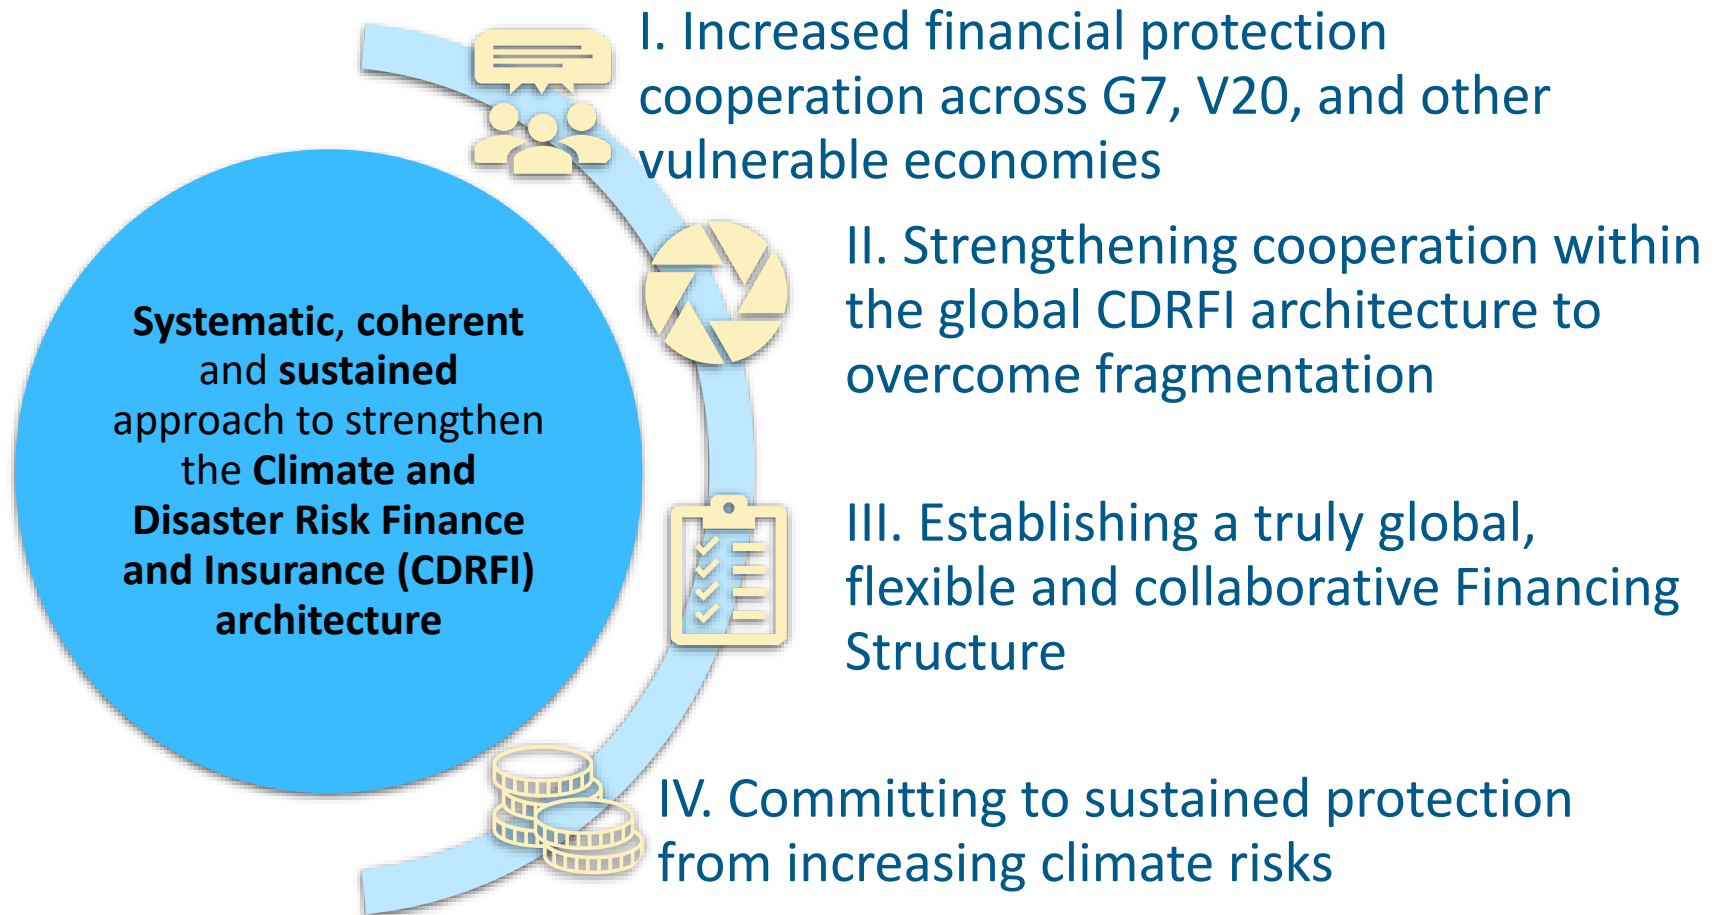 I. Increased financial protection
cooperation across G7, V20, and other
vulnerable economies
II. Strengthening cooperation within
the global CDRFI architecture to
overcome fragmentation
Systematic, coherent
and sustained
approach to strengthen
the Climate and
Disaster Risk Finance
and Insurance (CDRFI)
architecture
III. Establishing a truly global,
flexible and collaborative Financing
Structure
IV. Committing to sustained protection
from increasing climate risks